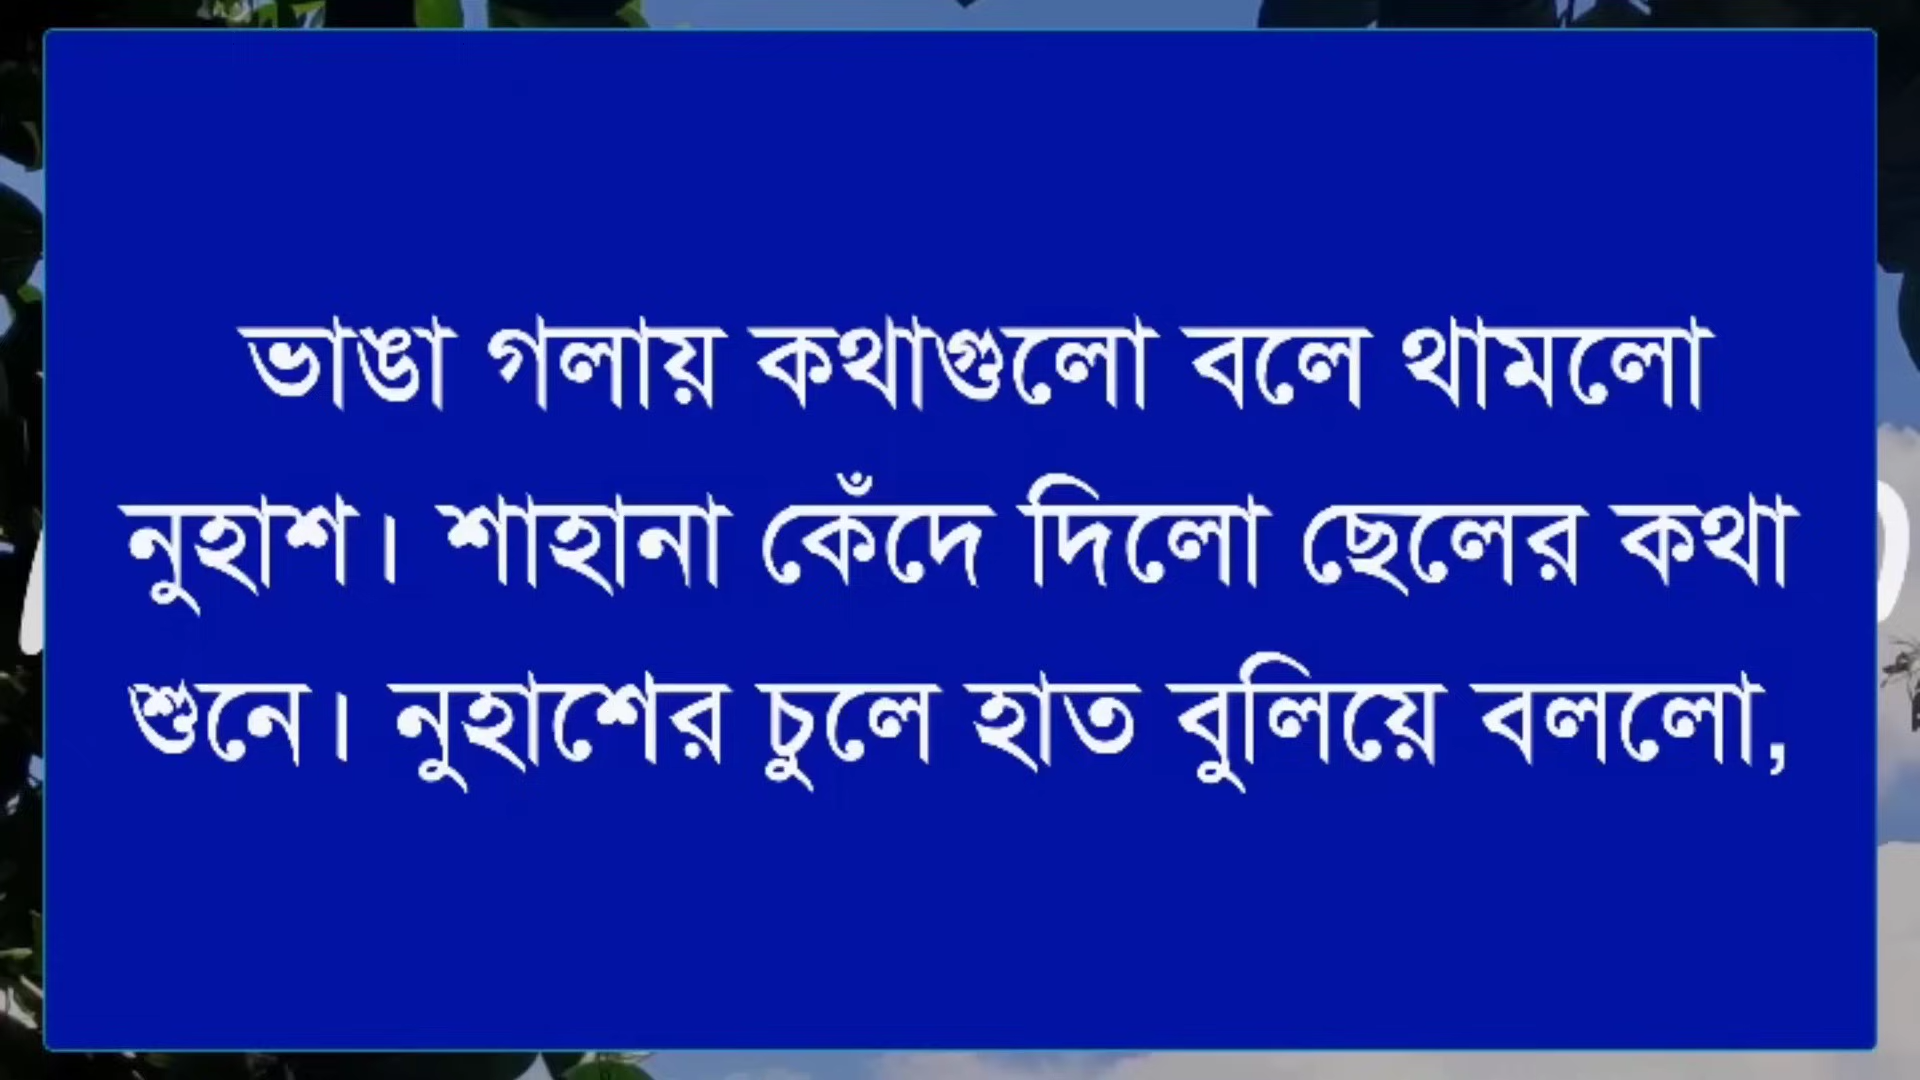 ভাঙা গলায় কথাগুলো বলে থামলো
নুহাশ। শাহানা কেঁদে দিলো ছেলের কথা
শুনে। নুহাশের চুলে হাত বুলিয়ে বললো,